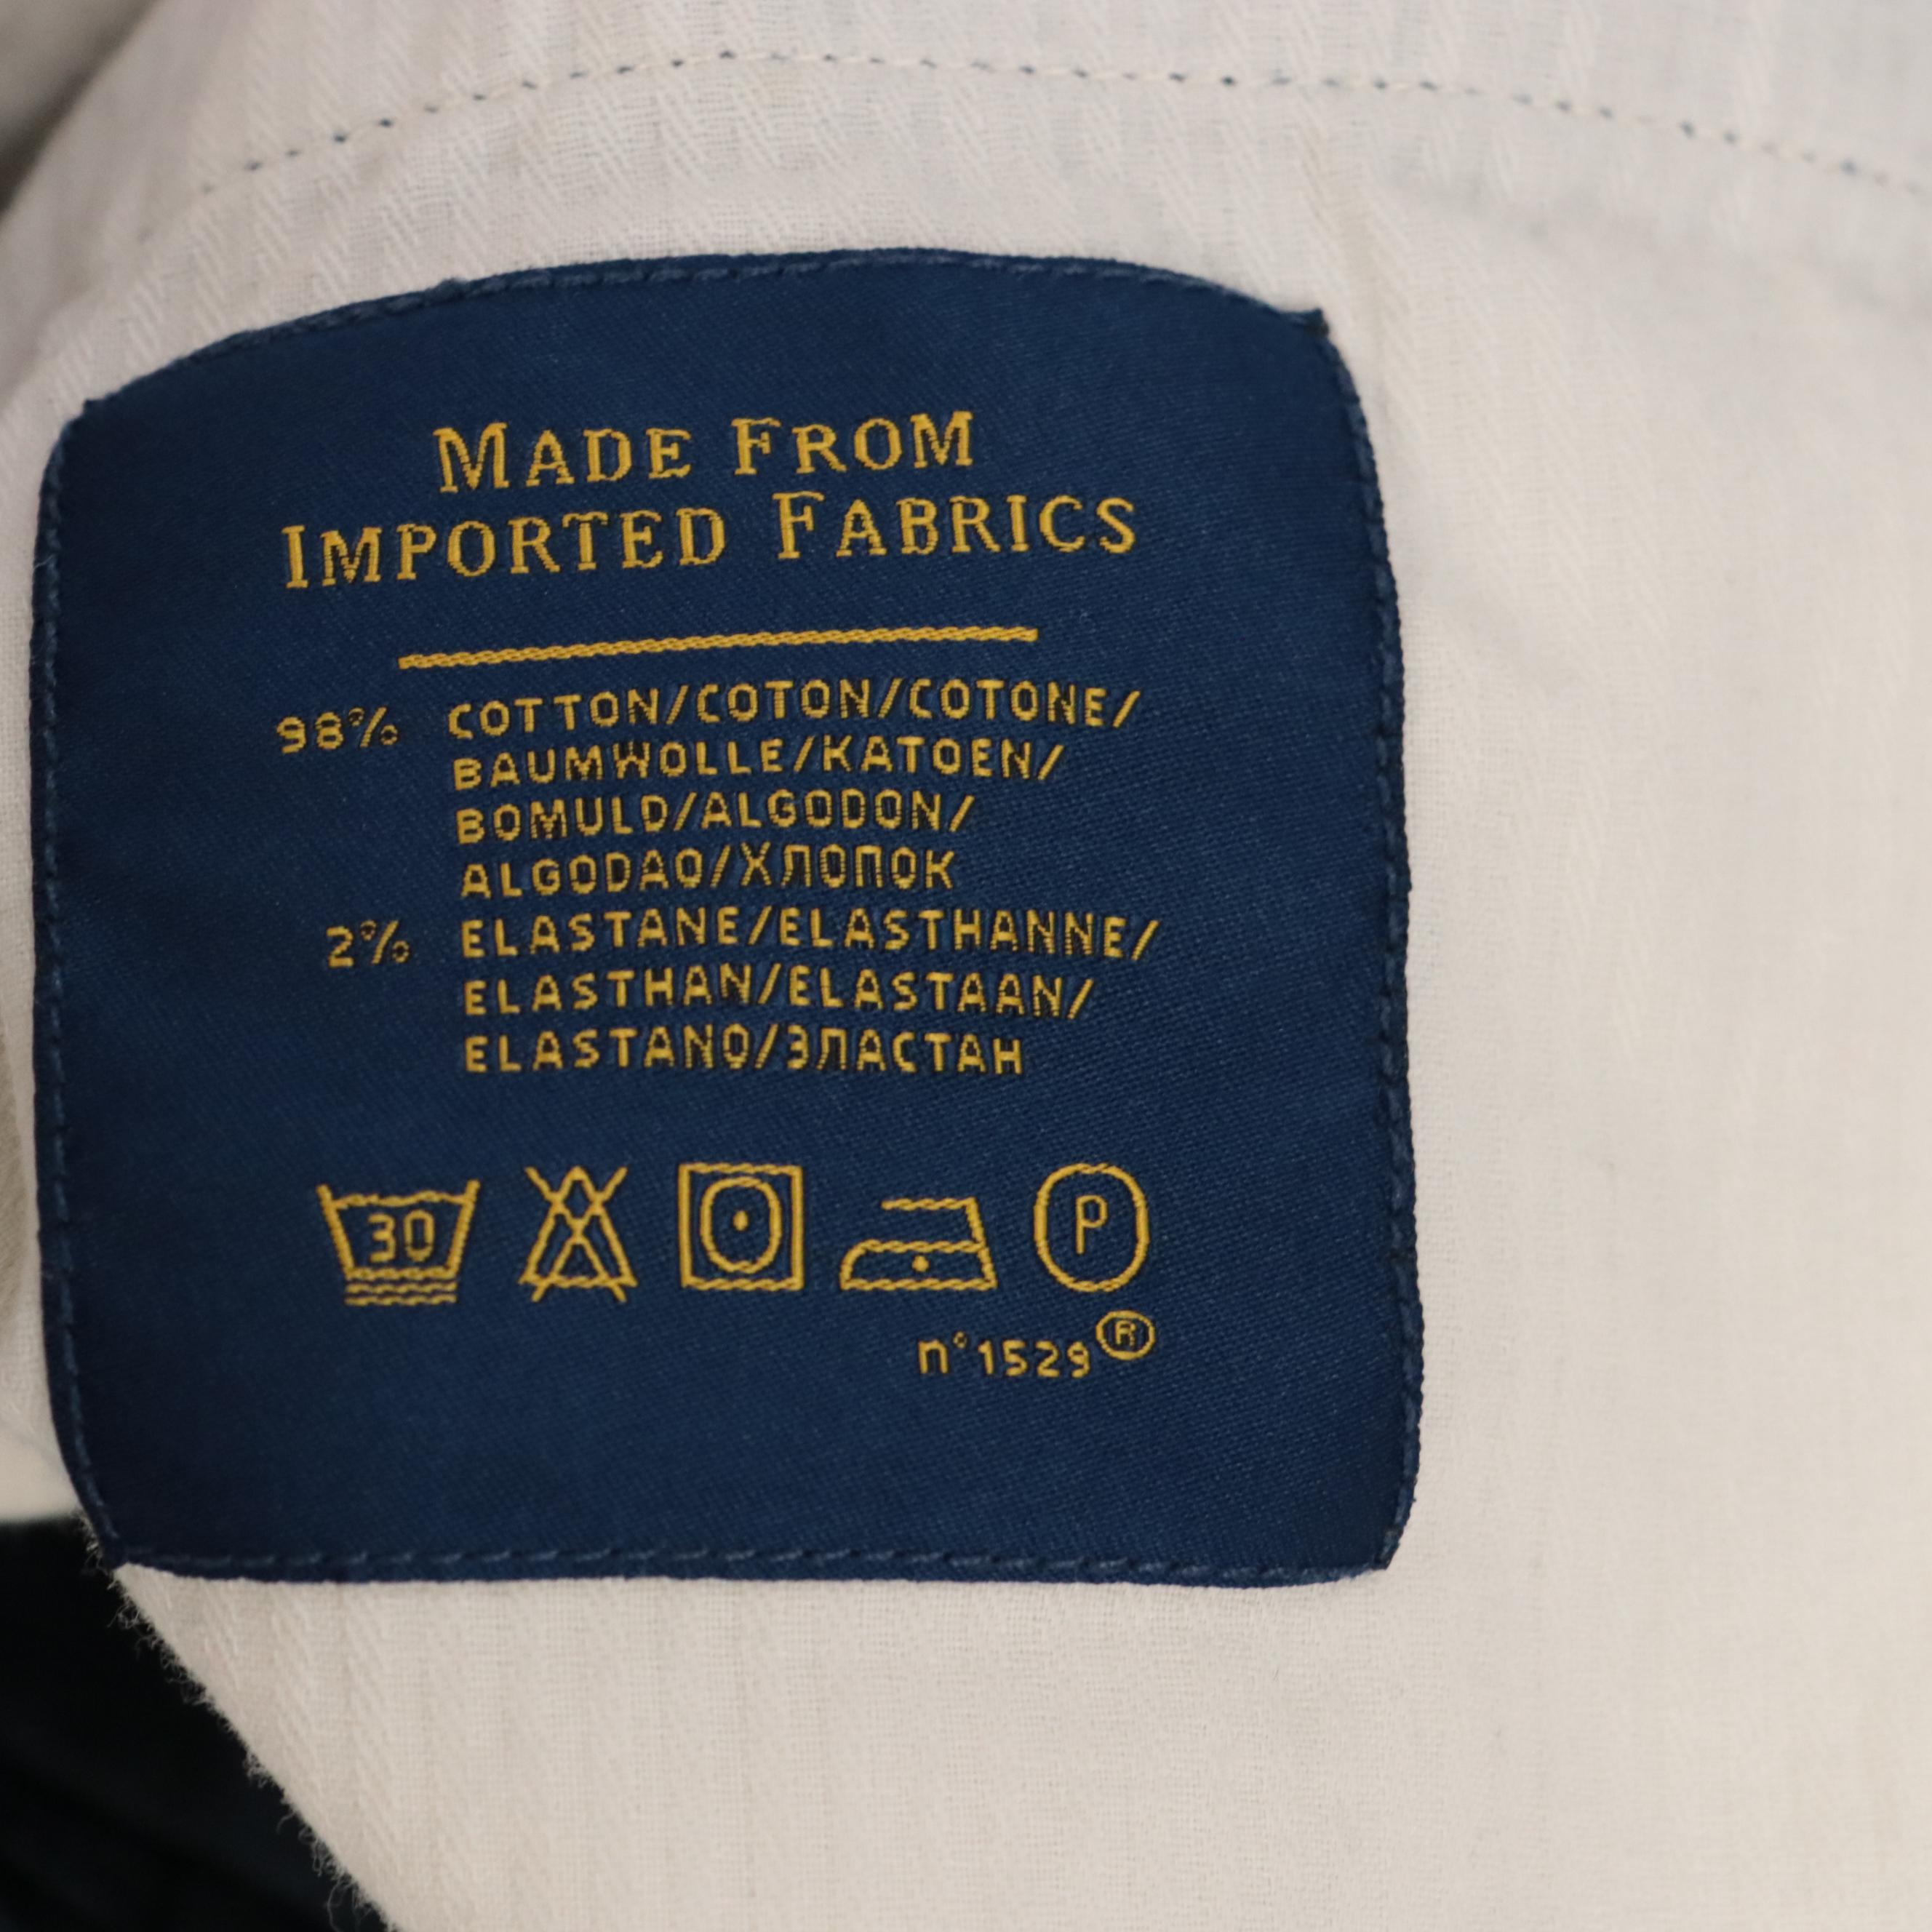 MADE FROM
IMPORTED FABRICS
98% COTTON/COTON/COTONE/
BAUMWOLLE/KATOEN/
BOMULD/ALGODON/
ALGODAO/ХЛОПОК
2% ELASTANE/ELASTHANNE/
ELASTHAN/ELASTAAN/
ELASTANO/ЭЛАСТАН
30 P
n°1529®